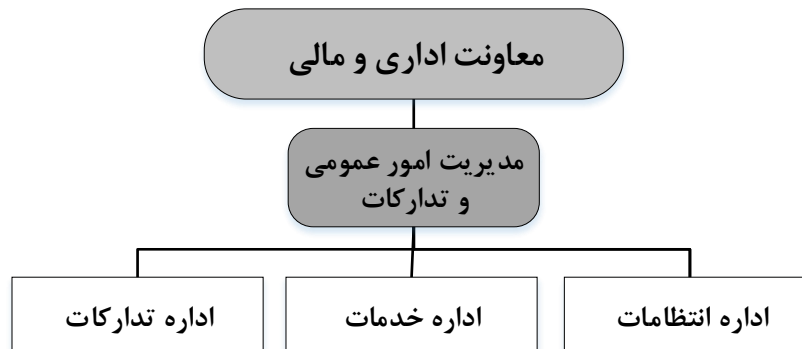 معاونت اداری و مالی
مدیریت امور عمومی
و تدارکات
اداره انتظامات
اداره خدمات
اداره تدارکات